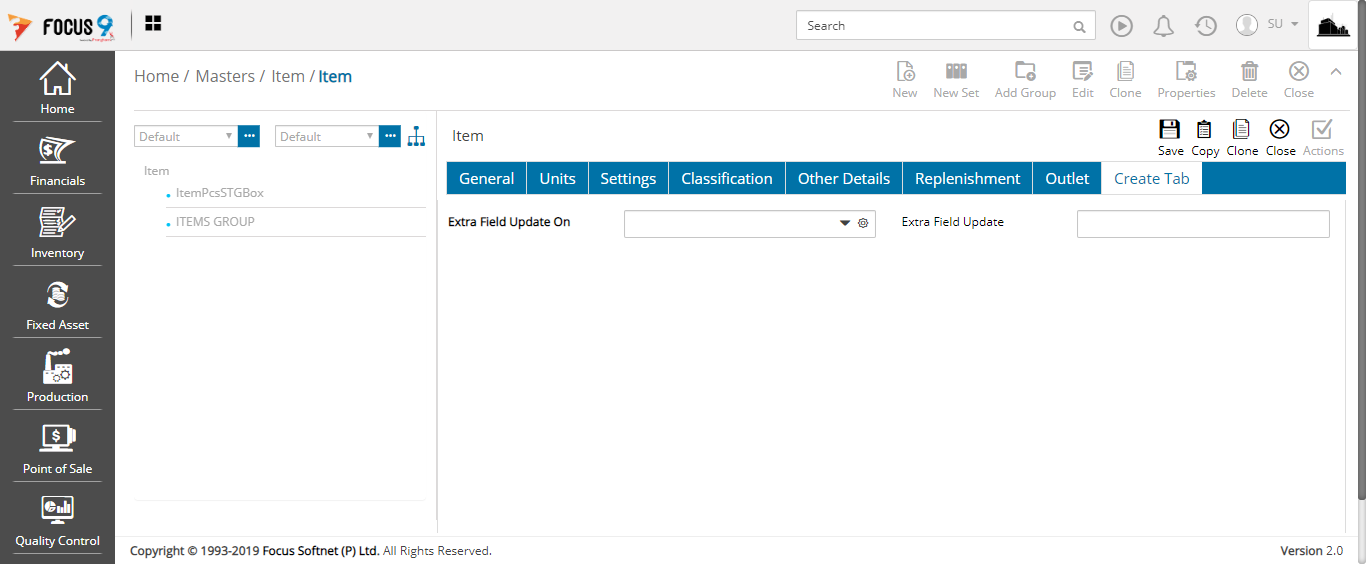 FOCUS 9
Search
SU
Home / Masters / Item / Item
New
New Set
Add Group
Edit
Clone
Properties
Delete
Close
Home
Financials
Inventory
Fixed Asset
Production
Point of Sale
Quality Control
Default
Default
Item
ItemPcsSTGBox
ITEMS GROUP
Item
Save
Copy
Clone
Close
Actions
General
Units
Settings
Classification
Other Details
Replenishment
Outlet
Create Tab
Extra Field Update On
Extra Field Update
Copyright © 1993-2019 Focus Softnet (P) Ltd. All Rights Reserved.
Version 2.0